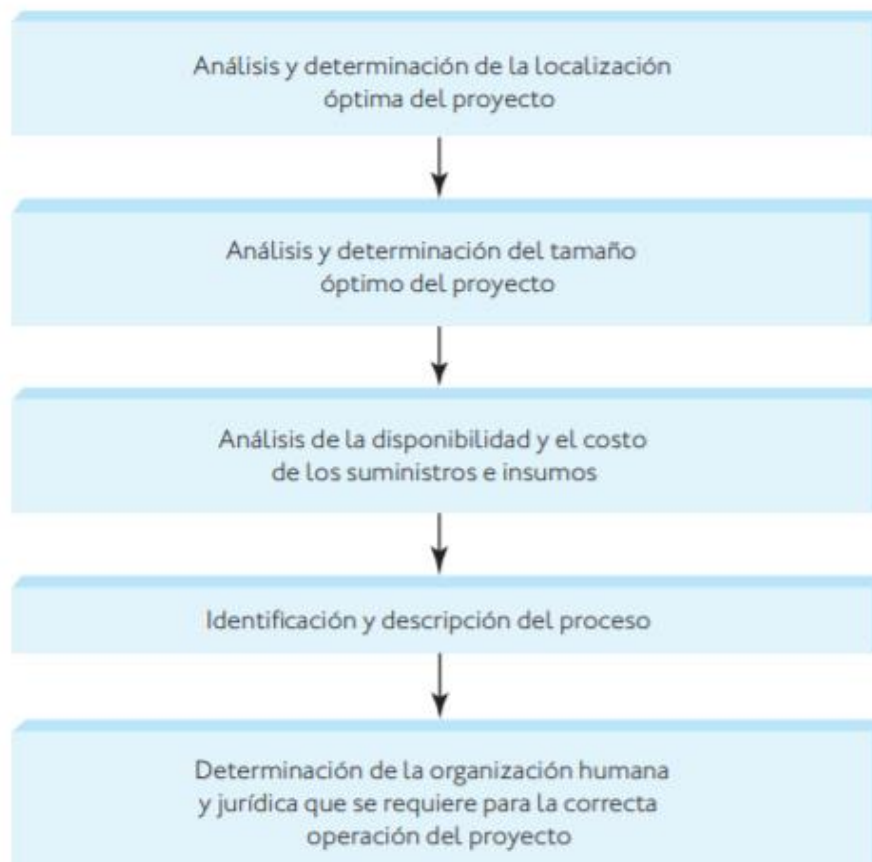 Análisis y determinación de la localización
óptima del proyecto
Análisis y determinación del tamaño
óptimo del proyecto
Análisis de la disponibilidad y el costo
de los suministros e insumos
Identificación y descripción del proceso
Determinación de la organización humana
y jurídica que se requiere para la correcta
operación del proyecto